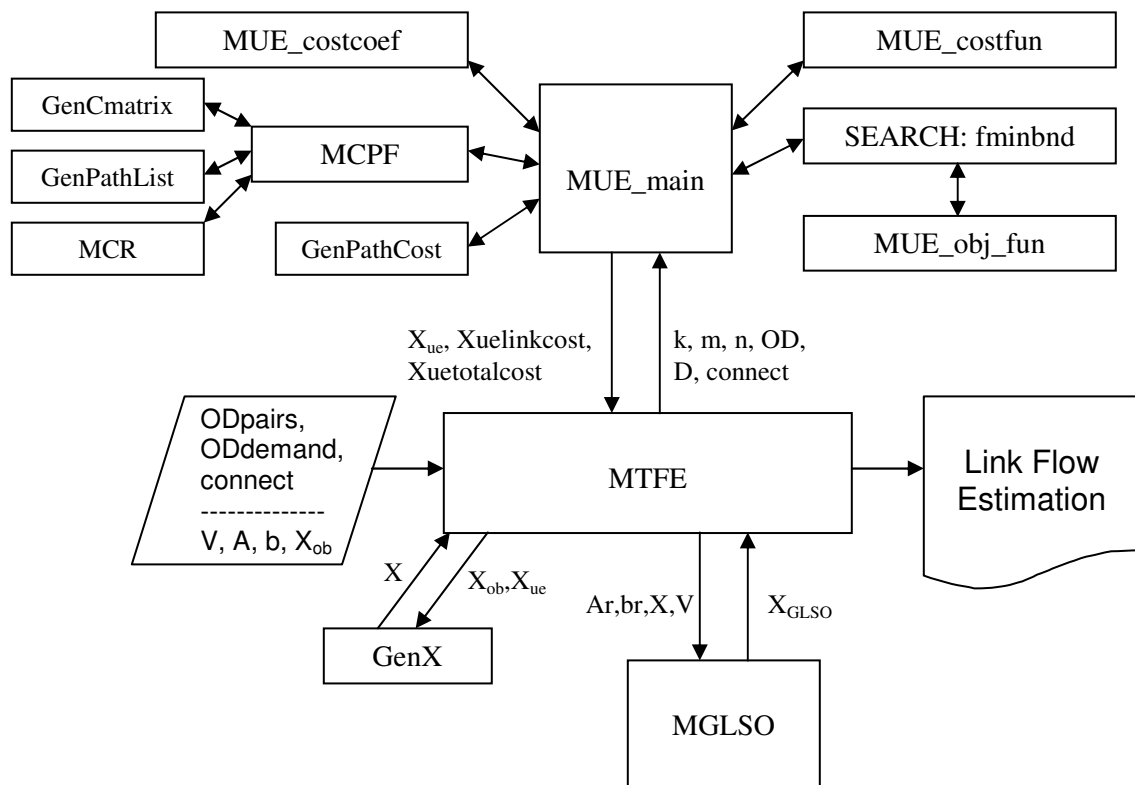 MUE_costcoef
MUE_costfun
GenCmatrix
MCPF
MUE_main
SEARCH: fminbnd
GenPathList
MCR
GenPathCost
MUE_obj_fun
Xue, Xuelinkcost,
Xuetotalcost
k, m, n, OD,
D, connect
ODpairs,
ODdemand,
connect
--------------
V, A, b, Xob
MTFE
Link Flow
Estimation
X
Xob,Xue
Ar,br,X,V
XGLSO
GenX
MGLSO